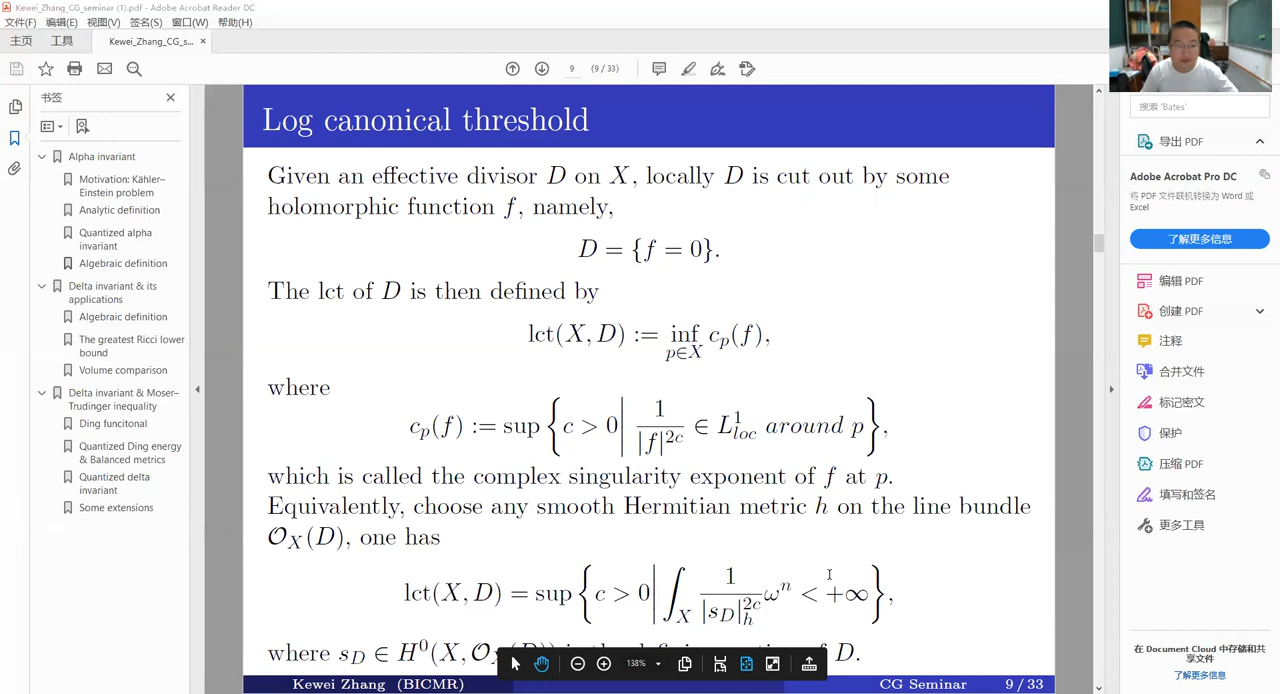 Kewei_Zhang_CG_seminar (1).pdf - Adobe Acrobat Reader DC
文件(F) 编辑(E) 视图(V) 签名(S) 窗口(W) 帮助(H)
主页 工具 Kewei_Zhang_CG_s... ×
9 (9 / 33)
书签
Alpha invariant
Motivation: Kähler–
Einstein problem
Analytic definition
Quantized alpha
invariant
Algebraic definition
Delta invariant & its
applications
Algebraic definition
The greatest Ricci lower
bound
Volume comparison
Delta invariant & Moser–
Trudinger inequality
Ding funcitonal
Quantized Ding energy
& Balanced metrics
Quantized delta
invariant
Some extensions
Log canonical threshold
Given an effective divisor D on X, locally D is cut out by some
holomorphic function f, namely,
D = {f = 0}.
The lct of D is then defined by
lct(X, D) := inf_{p∈X} c_p(f),
where
c_p(f) := sup { c > 0 | 1/|f|^{2c} ∈ L^1_{loc} around p },
which is called the complex singularity exponent of f at p.
Equivalently, choose any smooth Hermitian metric h on the line bundle
𝒪_X(D), one has
lct(X, D) = sup { c > 0 | ∫_X 1/|s_D|_h^{2c} ω^n < +∞ },
where s_D ∈ H^0(X, 𝒪 D.
138%
Kewei Zhang (BICMR) CG Seminar 9 / 33
搜索 'Bates'
导出 PDF
Adobe Acrobat Pro DC
将 PDF 文件联机转换为 Word 或
Excel
了解更多信息
编辑 PDF
创建 PDF
注释
合并文件
标记密文
保护
压缩 PDF
填写和签名
更多工具
在 Document Cloud 中存储和共
享文件
了解更多信息